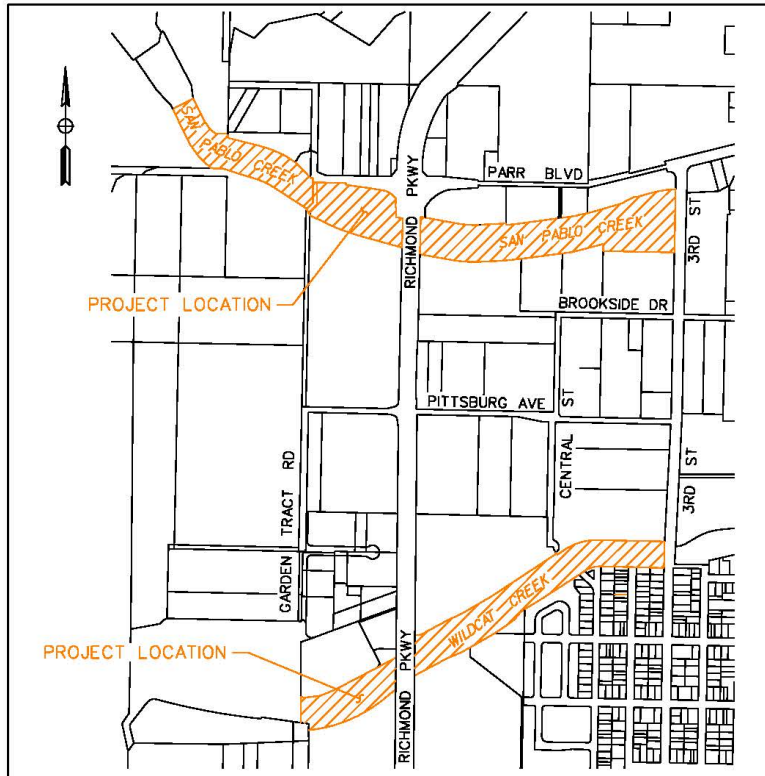 SAN PABLO CREEK
SAN PABLO CREEK
RICHMOND PKWY
PARR BLVD
3RD ST
PROJECT LOCATION
BROOKSIDE DR
PITTSBURG AVE
CENTRAL ST
GARDEN TRACT RD
3RD ST
WILDCAT CREEK
PROJECT LOCATION
RICHMOND PKWY